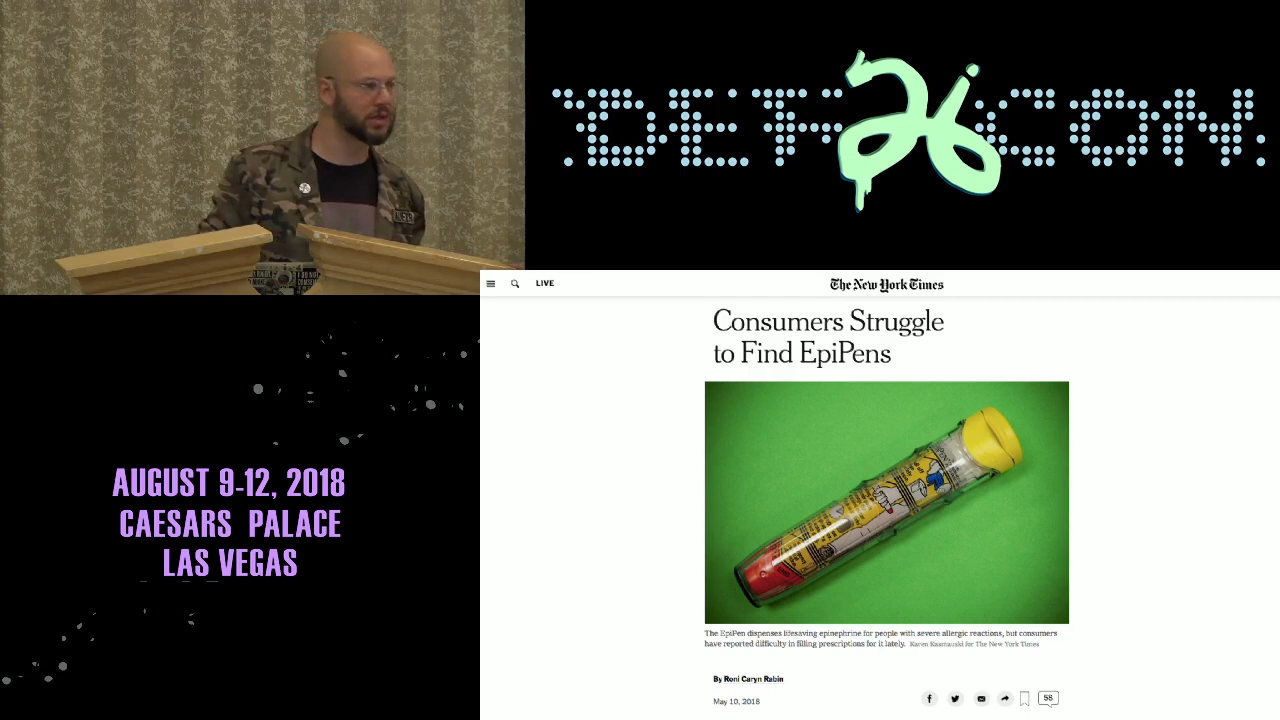 DEF 26 CON
LIVE
The New York Times
Consumers Struggle
to Find EpiPens
The EpiPen dispenses lifesaving epinephrine for people with severe allergic reactions, but consumers
have reported difficulty in filling prescriptions for it lately. Karen Kasmauski for The New York Times
By Roni Caryn Rabin
May 10, 2018
58
AUGUST 9-12, 2018
CAESARS PALACE
LAS VEGAS